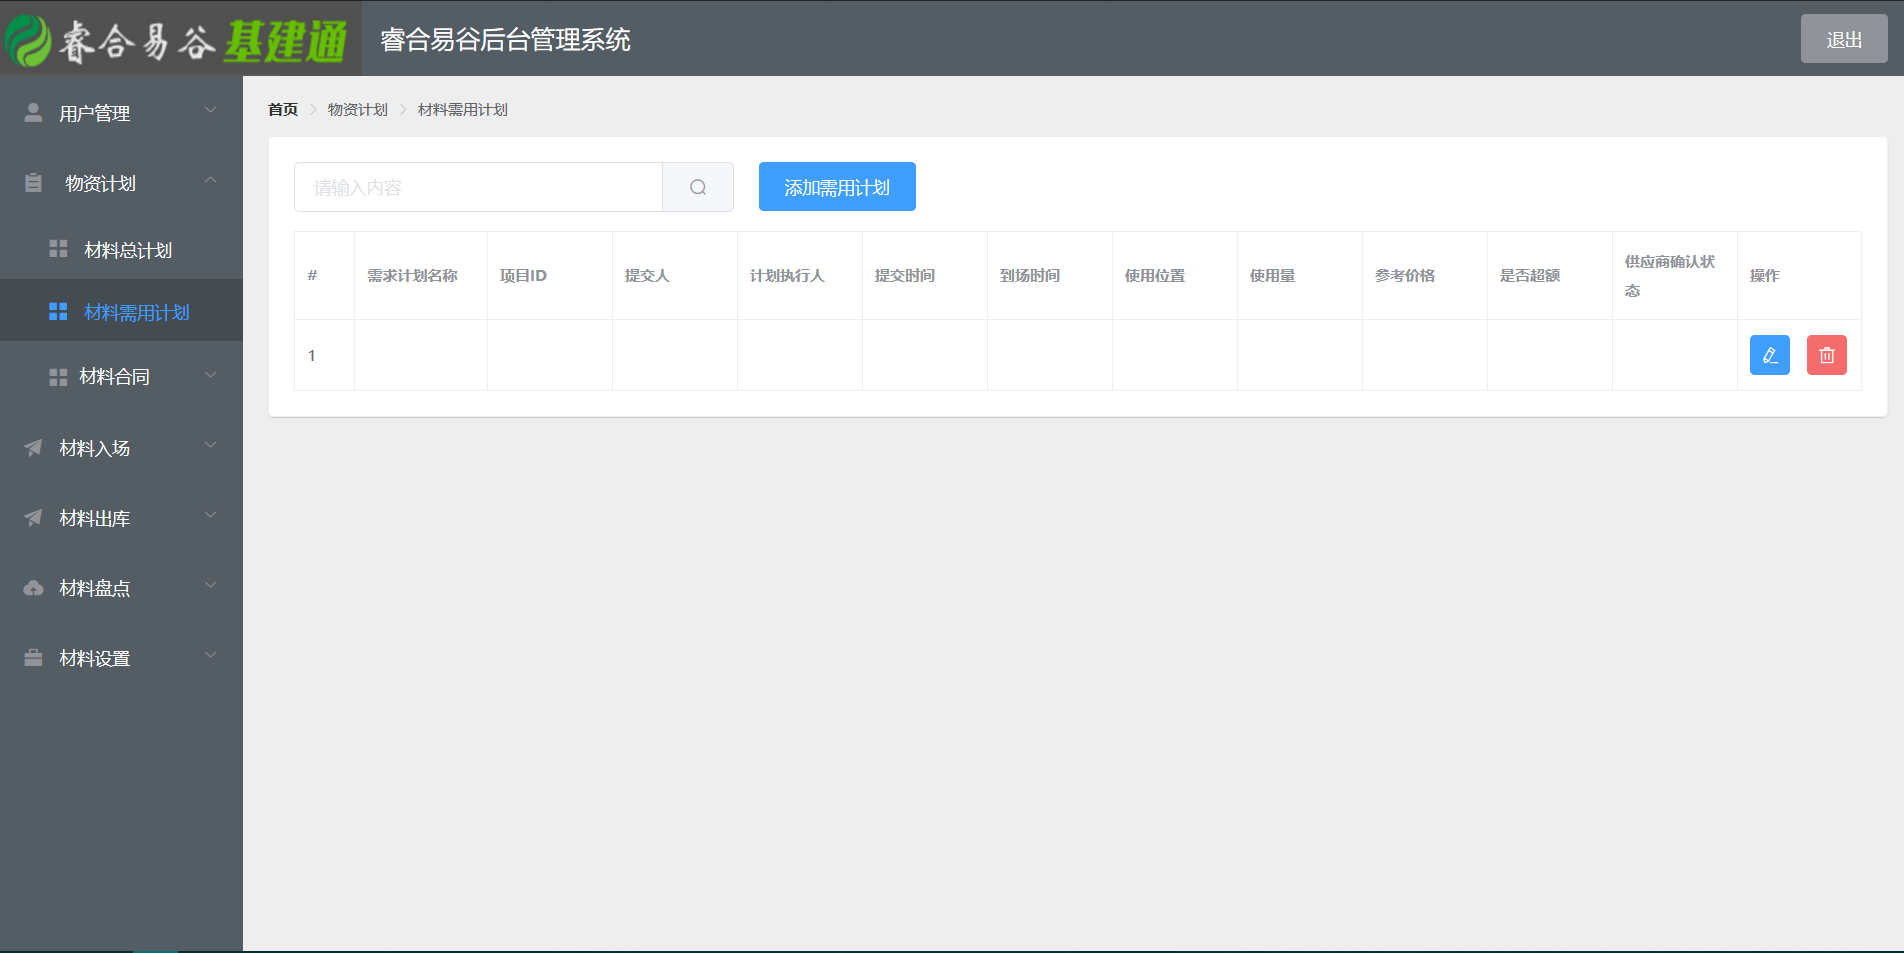 睿合易谷基建通
睿合易谷后台管理系统
退出
用户管理
物资计划
材料总计划
材料需用计划
材料合同
材料入场
材料出库
材料盘点
材料设置
首页 物资计划 材料需用计划
请输入内容
添加需用计划
# 需求计划名称 项目ID 提交人 计划执行人 提交时间 到场时间 使用位置 使用量 参考价格 是否超额 供应商确认状态 操作
1